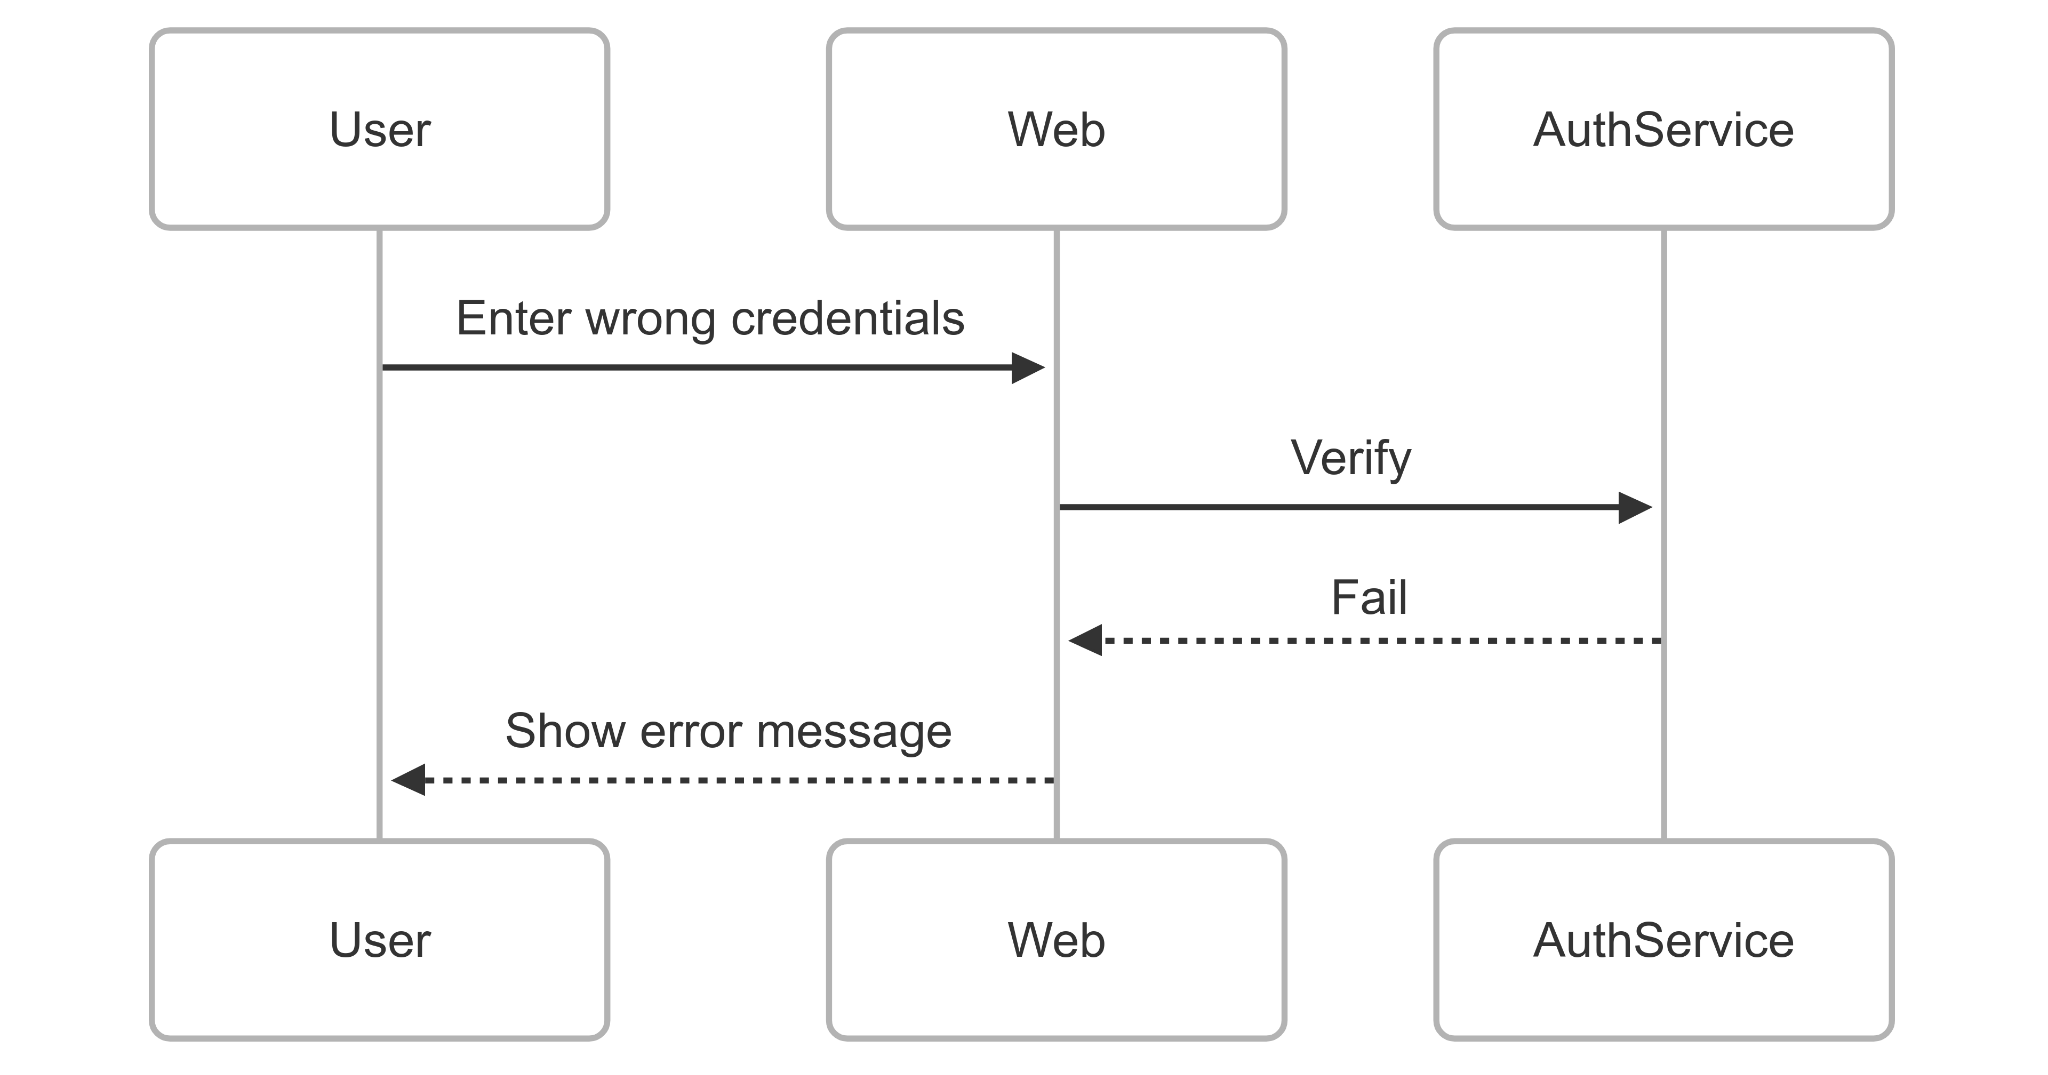 User
Web
AuthService
Enter wrong credentials
Verify
Fail
Show error message
User
Web
AuthService